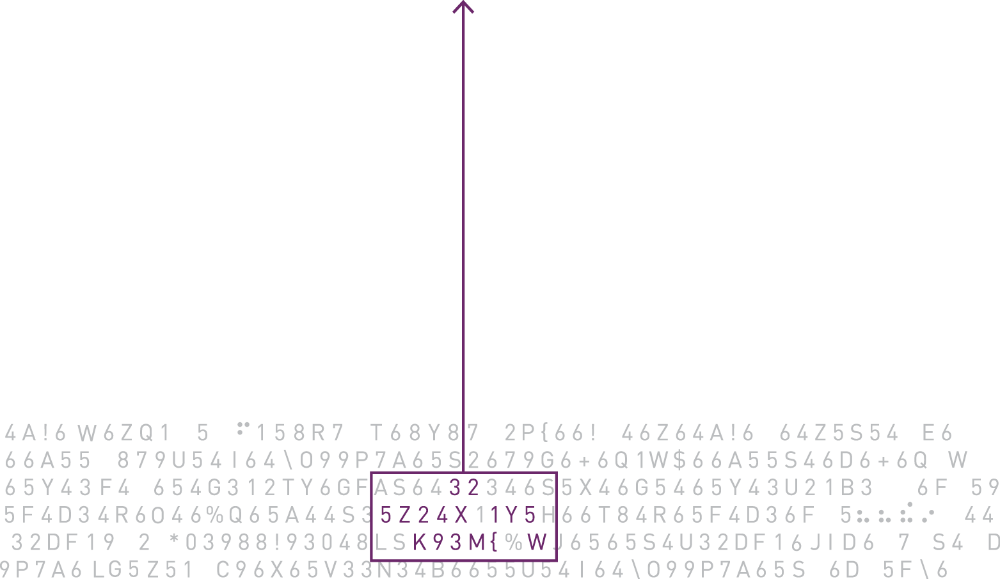 4A!6 W6ZQ1 5 ⠋158R7 T68Y87 2P{66! 46Z64A!6 64Z5S54 E6
66A55 879U54I64\O99P7A65S2679G6+6Q1W$66A55S46D6+6Q W
65Y43F4 654G312TY6GFAS6432346S5X46G5465Y43U21B3 6F 59
5F4D34R6O46%Q65A44S35Z24X11Y5H66T84R65F4D36F 5 44
32DF19 2 *03988!93048LSK93M{%WJ6565S4U32DF16JID6 7 S4 D
9P7A6LG5Z51 C96X65V33N34B6655U54I64\O99P7A65S 6D 5F\6